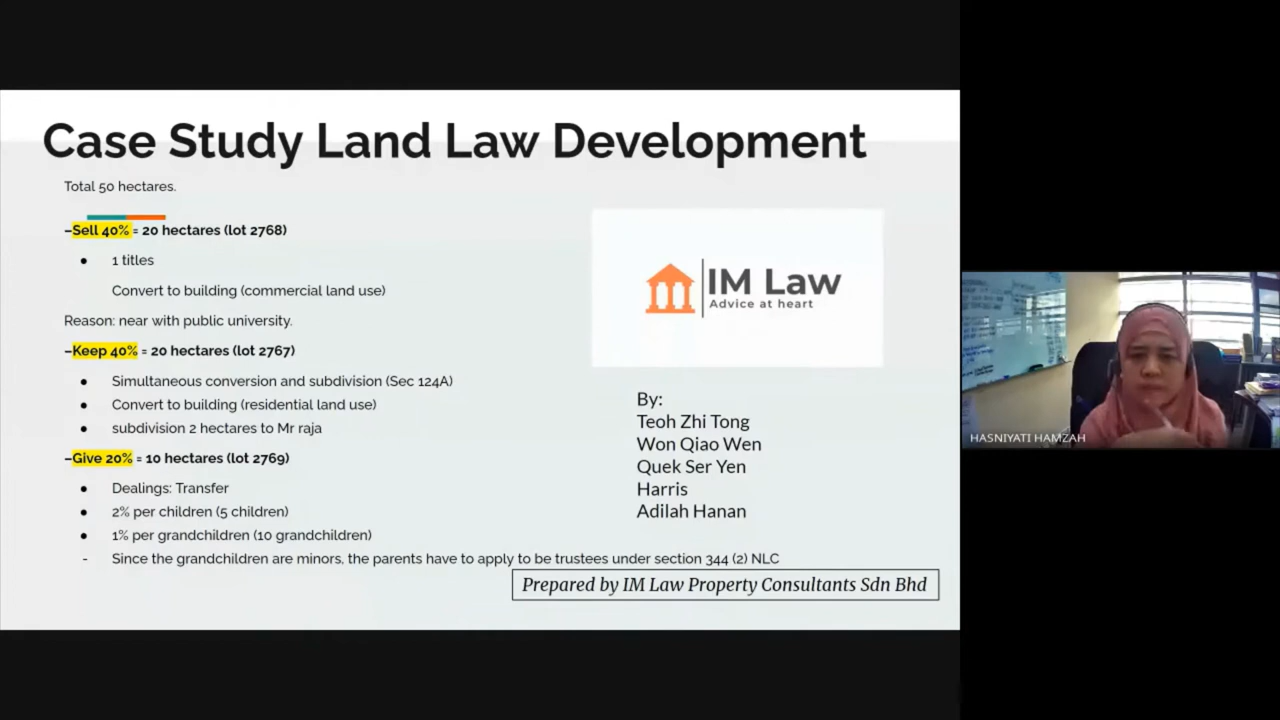 Case Study Land Law Development
Total 50 hectares.
–Sell 40% = 20 hectares (lot 2768)
● 1 titles
Convert to building (commercial land use)
Reason: near with public university.
–Keep 40% = 20 hectares (lot 2767)
● Simultaneous conversion and subdivision (Sec 124A)
● Convert to building (residential land use)
● subdivision 2 hectares to Mr raja
–Give 20% = 10 hectares (lot 2769)
● Dealings: Transfer
● 2% per children (5 children)
● 1% per grandchildren (10 grandchildren)
- Since the grandchildren are minors, the parents have to apply to be trustees under section 344 (2) NLC
IM Law
Advice at heart
By:
Teoh Zhi Tong
Won Qiao Wen
Quek Ser Yen
Harris
Adilah Hanan
Prepared by IM Law Property Consultants Sdn Bhd
HASNIYATI HAMZAH